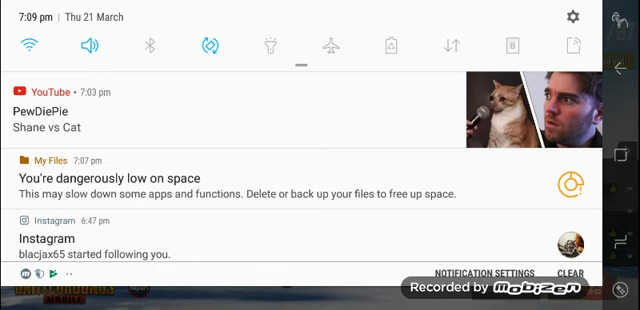 7:09 pm | Thu 21 March
YouTube • 7:03 pm
PewDiePie
Shane vs Cat
My Files 7:07 pm
You're dangerously low on space
This may slow down some apps and functions. Delete or back up your files to free up space.
Instagram 6:47 pm
Instagram
blacjax65 started following you.
NOTIFICATION SETTINGS CLEAR
Recorded by Mobizen
BATTLEGROUNDS
MOBILE